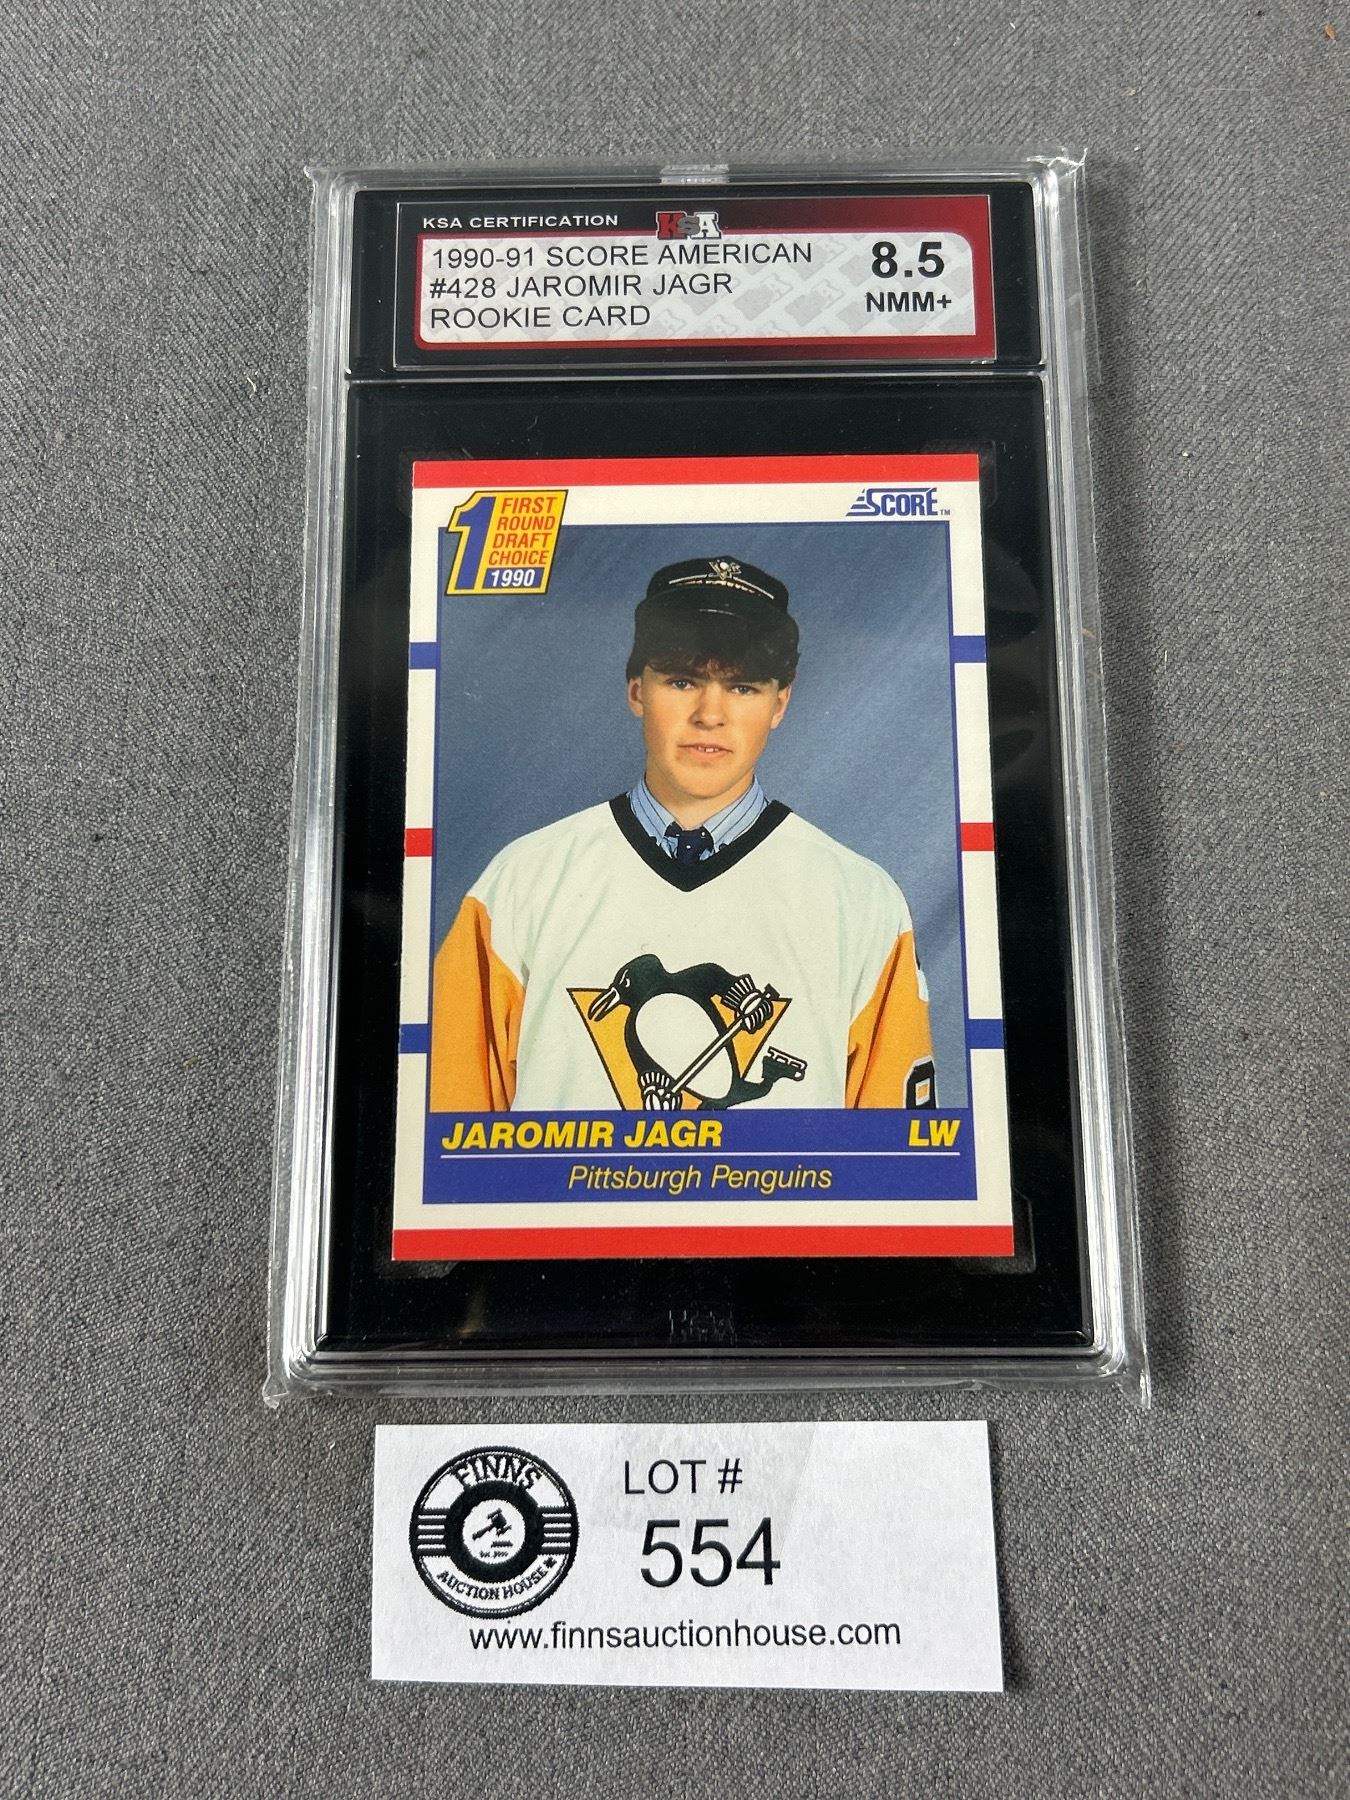 KSA CERTIFICATION
KSA
1990-91 SCORE AMERICAN
#428 JAROMIR JAGR
ROOKIE CARD
8.5
NMM+
1 FIRST
ROUND
DRAFT
CHOICE
1990
SCORE™
JAROMIR JAGR LW
Pittsburgh Penguins
FINNS
AUCTION HOUSE
LOT #
554
www.finnsauctionhouse.com